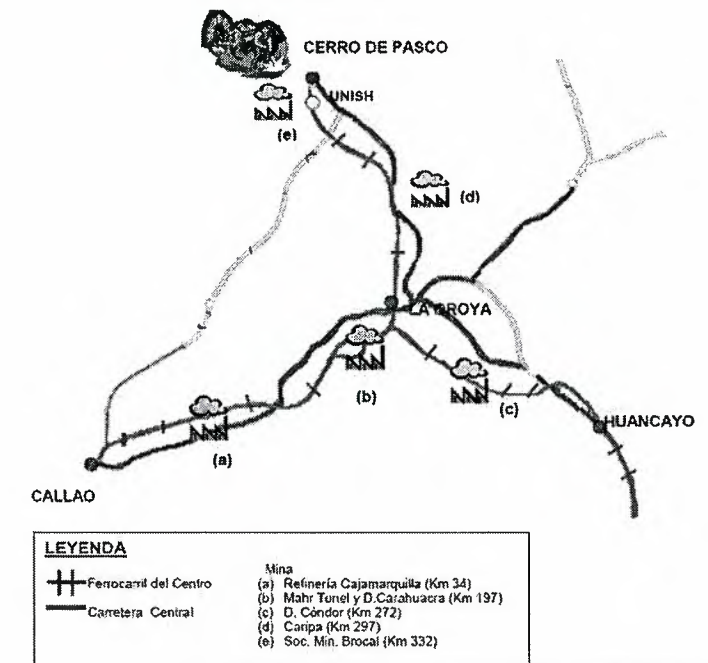 CERRO DE PASCO
UNISH
(e)
(d)
LA OROYA
(b)
(c)
HUANCAYO
(a)
CALLAO
LEYENDA
Ferrocarril del Centro
Carretera Central
Mina
(a) Refinería Cajamarquilla (Km 34)
(b) Mahr Tunel y D.Carahuacra (Km 197)
(c) D. Cóndor (Km 272)
(d) Caripa (Km 297)
(e) Soc. Min. Brocal (Km 332)